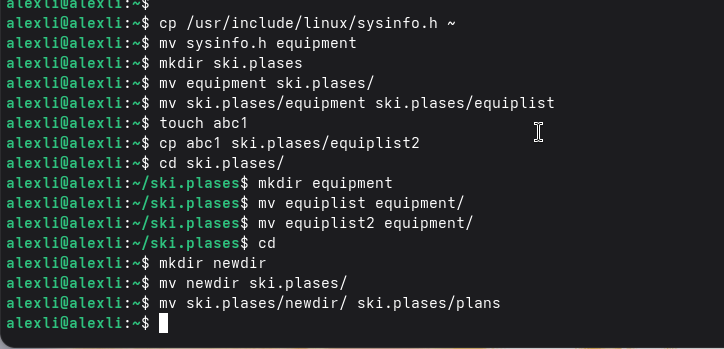 alexli@alexli:~$
alexli@alexli:~$ cp /usr/include/linux/sysinfo.h ~
alexli@alexli:~$ mv sysinfo.h equipment
alexli@alexli:~$ mkdir ski.plases
alexli@alexli:~$ mv equipment ski.plases/
alexli@alexli:~$ mv ski.plases/equipment ski.plases/equiplist
alexli@alexli:~$ touch abc1
alexli@alexli:~$ cp abc1 ski.plases/equiplist2
alexli@alexli:~$ cd ski.plases/
alexli@alexli:~/ski.plases$ mkdir equipment
alexli@alexli:~/ski.plases$ mv equiplist equipment/
alexli@alexli:~/ski.plases$ mv equiplist2 equipment/
alexli@alexli:~/ski.plases$ cd
alexli@alexli:~$ mkdir newdir
alexli@alexli:~$ mv newdir ski.plases/
alexli@alexli:~$ mv ski.plases/newdir/ ski.plases/plans
alexli@alexli:~$